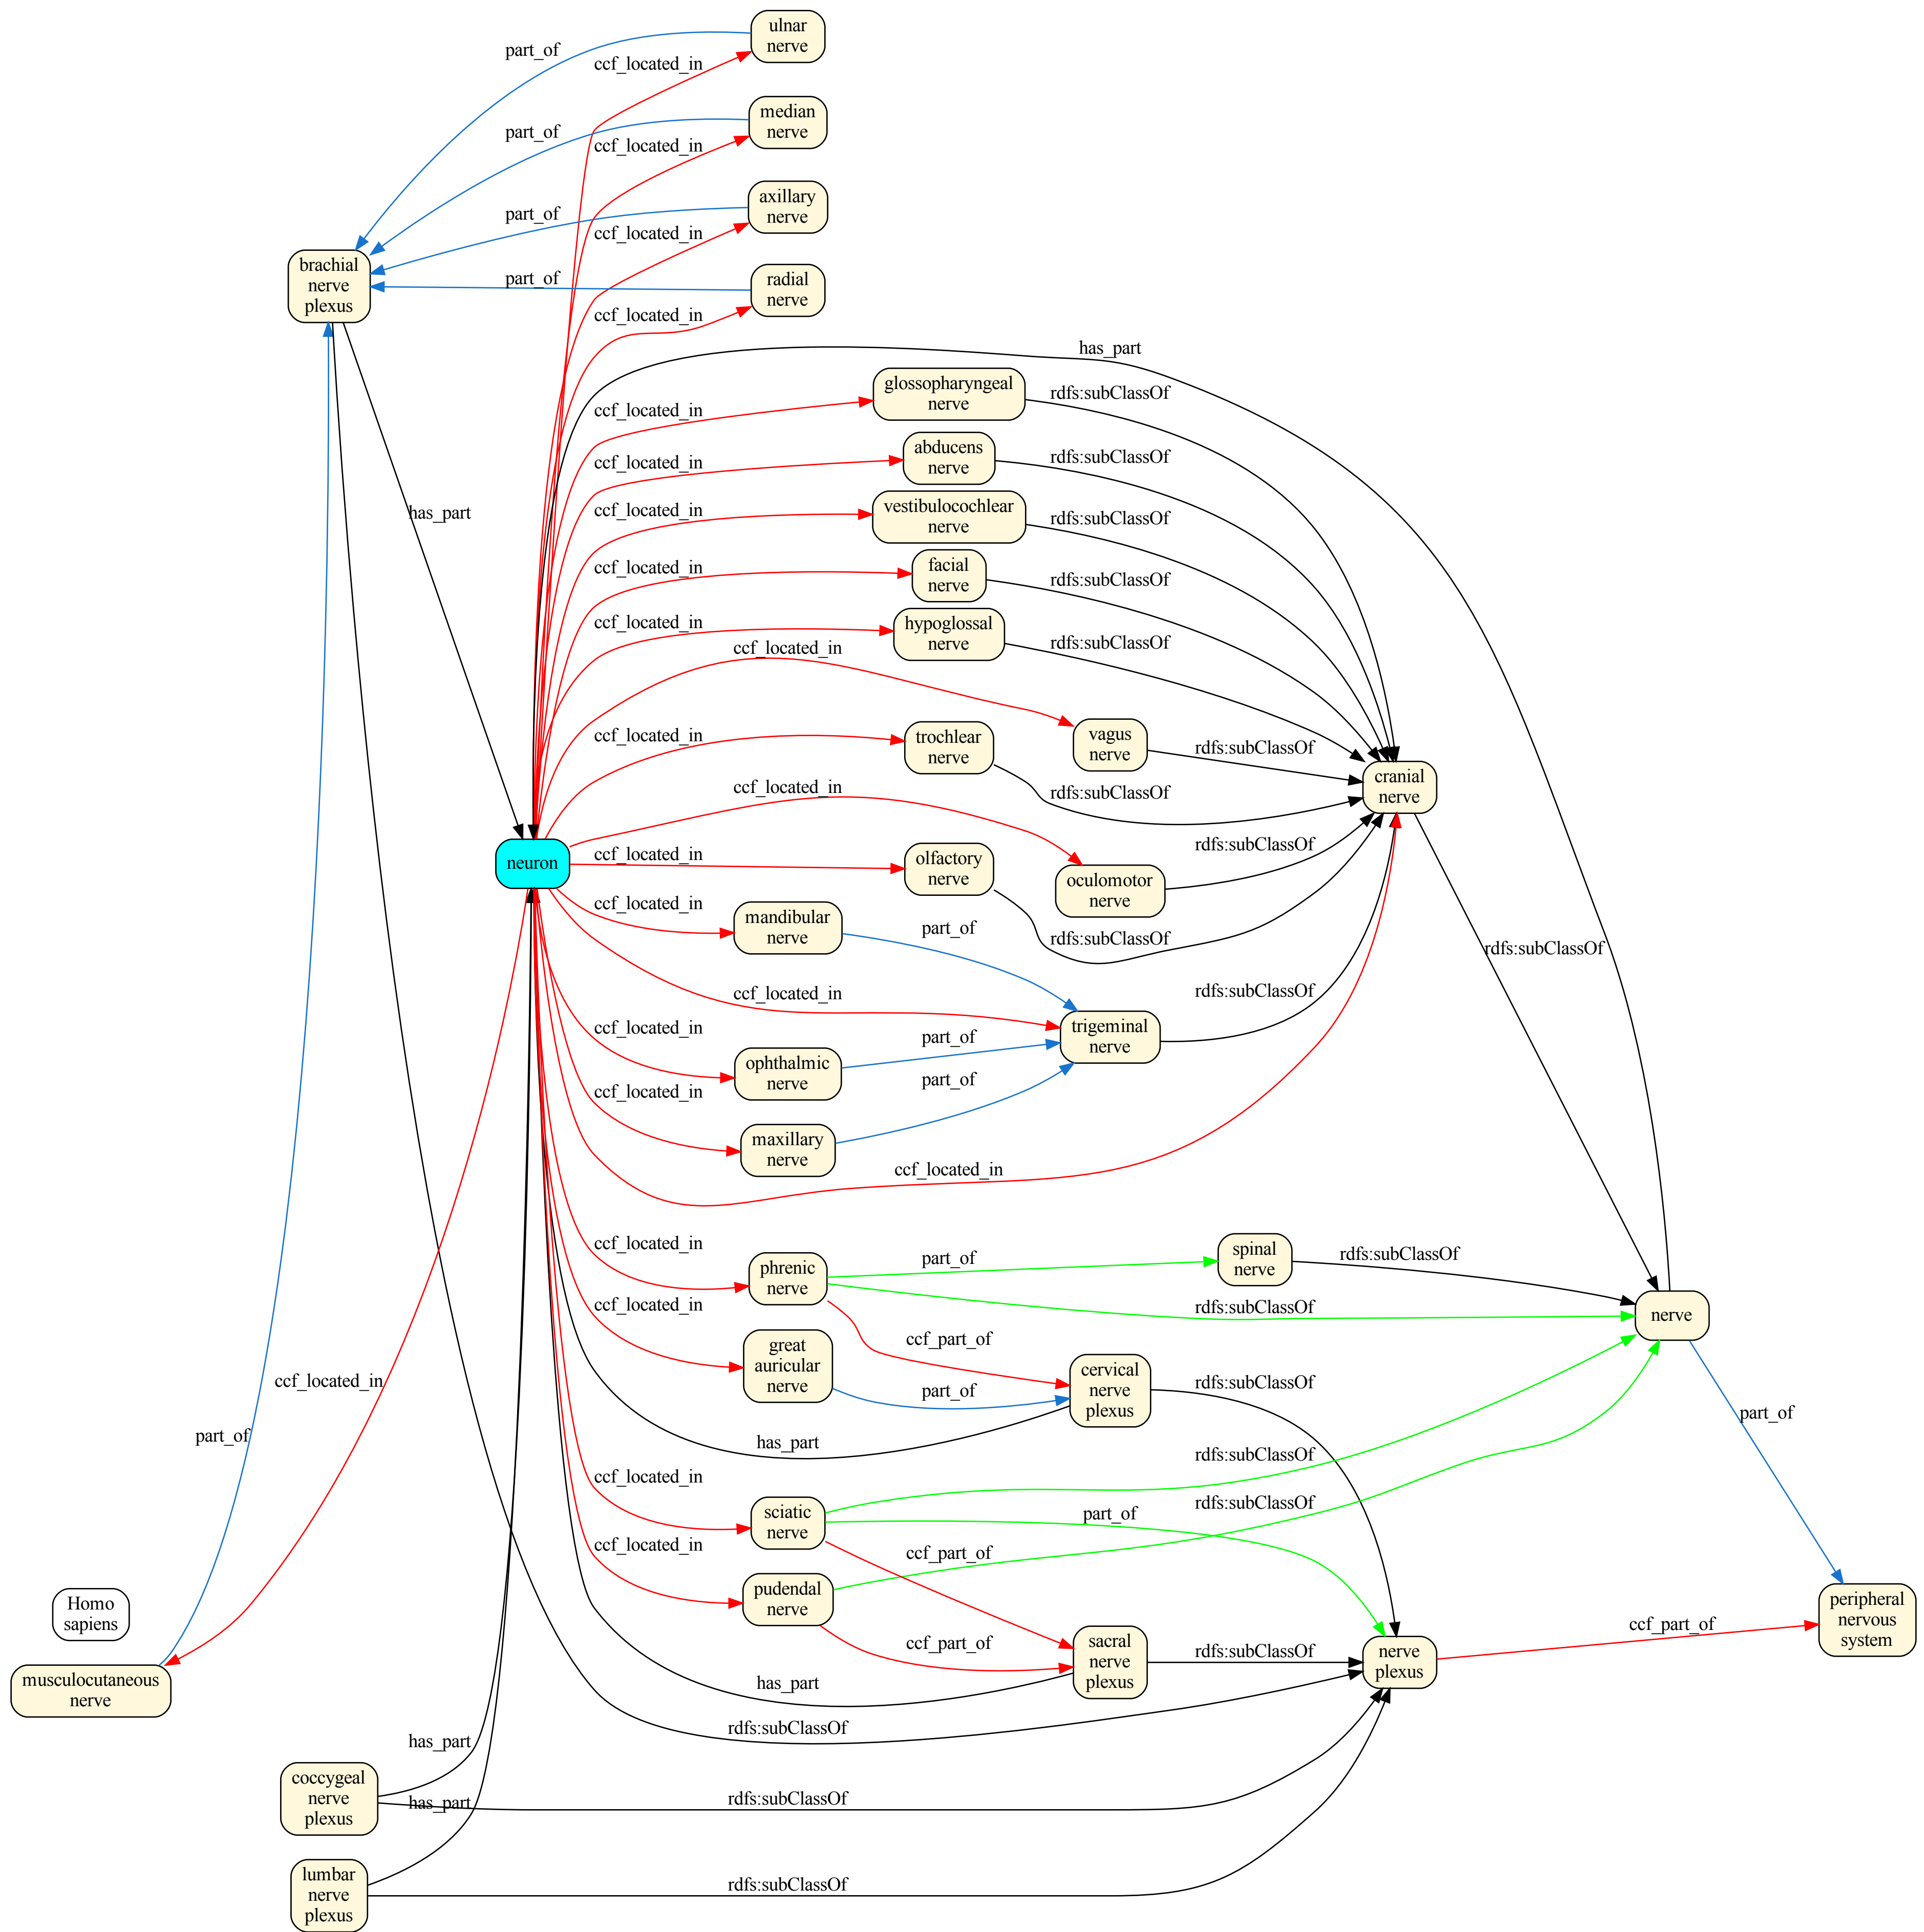 ulnar
nerve
part_of
ccf_located_in
median
nerve
part_of
ccf_located_in
axillary
nerve
part_of
ccf_located_in
brachial
nerve
plexus
radial
nerve
part_of
ccf_located_in
has_part
glossopharyngeal
nerve
ccf_located_in
rdfs:subClassOf
abducens
nerve
ccf_located_in
rdfs:subClassOf
has_part
vestibulocochlear
nerve
ccf_located_in
rdfs:subClassOf
facial
nerve
ccf_located_in
rdfs:subClassOf
hypoglossal
nerve
ccf_located_in
rdfs:subClassOf
ccf_located_in
vagus
nerve
rdfs:subClassOf
trochlear
nerve
ccf_located_in
rdfs:subClassOf
cranial
nerve
ccf_located_in
neuron
ccf_located_in
olfactory
nerve
rdfs:subClassOf
oculomotor
nerve
rdfs:subClassOf
ccf_located_in
mandibular
nerve
part_of
rdfs:subClassOf
ccf_located_in
trigeminal
nerve
rdfs:subClassOf
ccf_located_in
ophthalmic
nerve
part_of
ccf_located_in
maxillary
nerve
part_of
ccf_located_in
ccf_located_in
phrenic
nerve
part_of
spinal
nerve
rdfs:subClassOf
rdfs:subClassOf
nerve
ccf_located_in
great
auricular
nerve
ccf_part_of
part_of
cervical
nerve
plexus
rdfs:subClassOf
ccf_located_in
has_part
part_of
part_of
ccf_located_in
sciatic
nerve
rdfs:subClassOf
rdfs:subClassOf
part_of
ccf_located_in
pudendal
nerve
ccf_part_of
ccf_part_of
Homo
sapiens
peripheral
nervous
system
sacral
nerve
plexus
rdfs:subClassOf
nerve
plexus
ccf_part_of
musculocutaneous
nerve
has_part
rdfs:subClassOf
has_part
coccygeal
nerve
plexus
has_part
rdfs:subClassOf
lumbar
nerve
plexus
rdfs:subClassOf